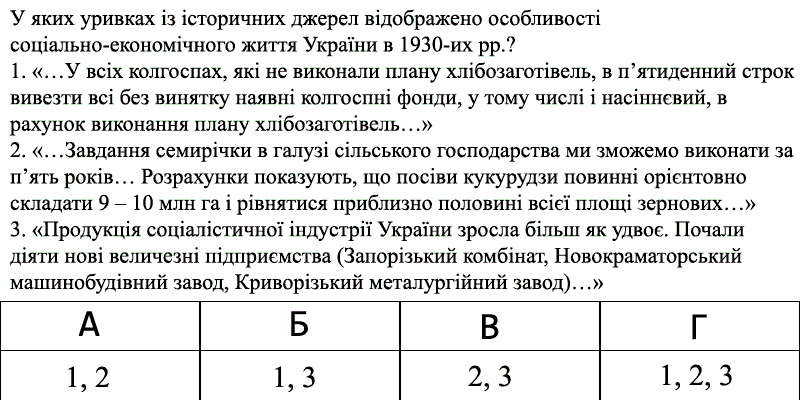 У яких уривках із історичних джерел відображено особливості
соціально-економічного життя України в 1930-их рр.?
1. «…У всіх колгоспах, які не виконали плану хлібозаготівель, в п’ятиденний строк
вивезти всі без винятку наявні колгоспні фонди, у тому числі і насіннєвий, в
рахунок виконання плану хлібозаготівель…»
2. «…Завдання семирічки в галузі сільського господарства ми зможемо виконати за
п’ять років… Розрахунки показують, що посіви кукурудзи повинні орієнтовно
складати 9 – 10 млн га і рівнятися приблизно половині всієї площі зернових…»
3. «Продукція соціалістичної індустрії України зросла більш як удвоє. Почали
діяти нові величезні підприємства (Запорізький комбінат, Новокраматорський
машинобудівний завод, Криворізький металургійний завод)…»
А Б В Г
1, 2 1, 3 2, 3 1, 2, 3